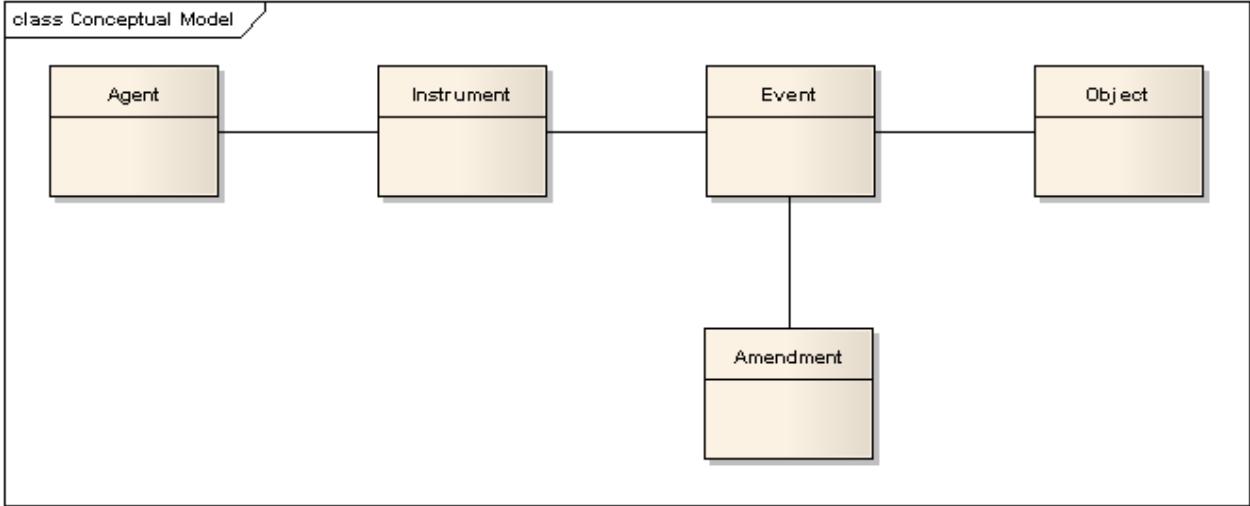 class Conceptual Model
Agent
Instrument
Event
Object
Amendment